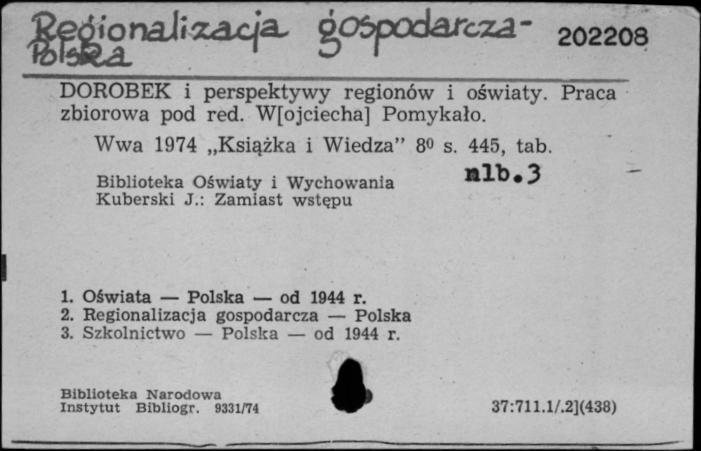 Regionalizacja gospodarcza- 202208
Polska
DOROBEK i perspektywy regionów i oświaty. Praca
zbiorowa pod red. W[ojciecha] Pomykało.
Wwa 1974 „Książka i Wiedza” 8⁰ s. 445, tab.
nlb.3
Biblioteka Oświaty i Wychowania
Kuberski J.: Zamiast wstępu
1. Oświata — Polska — od 1944 r.
2. Regionalizacja gospodarcza — Polska
3. Szkolnictwo — Polska — od 1944 r.
Biblioteka Narodowa
Instytut Bibliogr. 9331/74 37:711.1/.2](438)